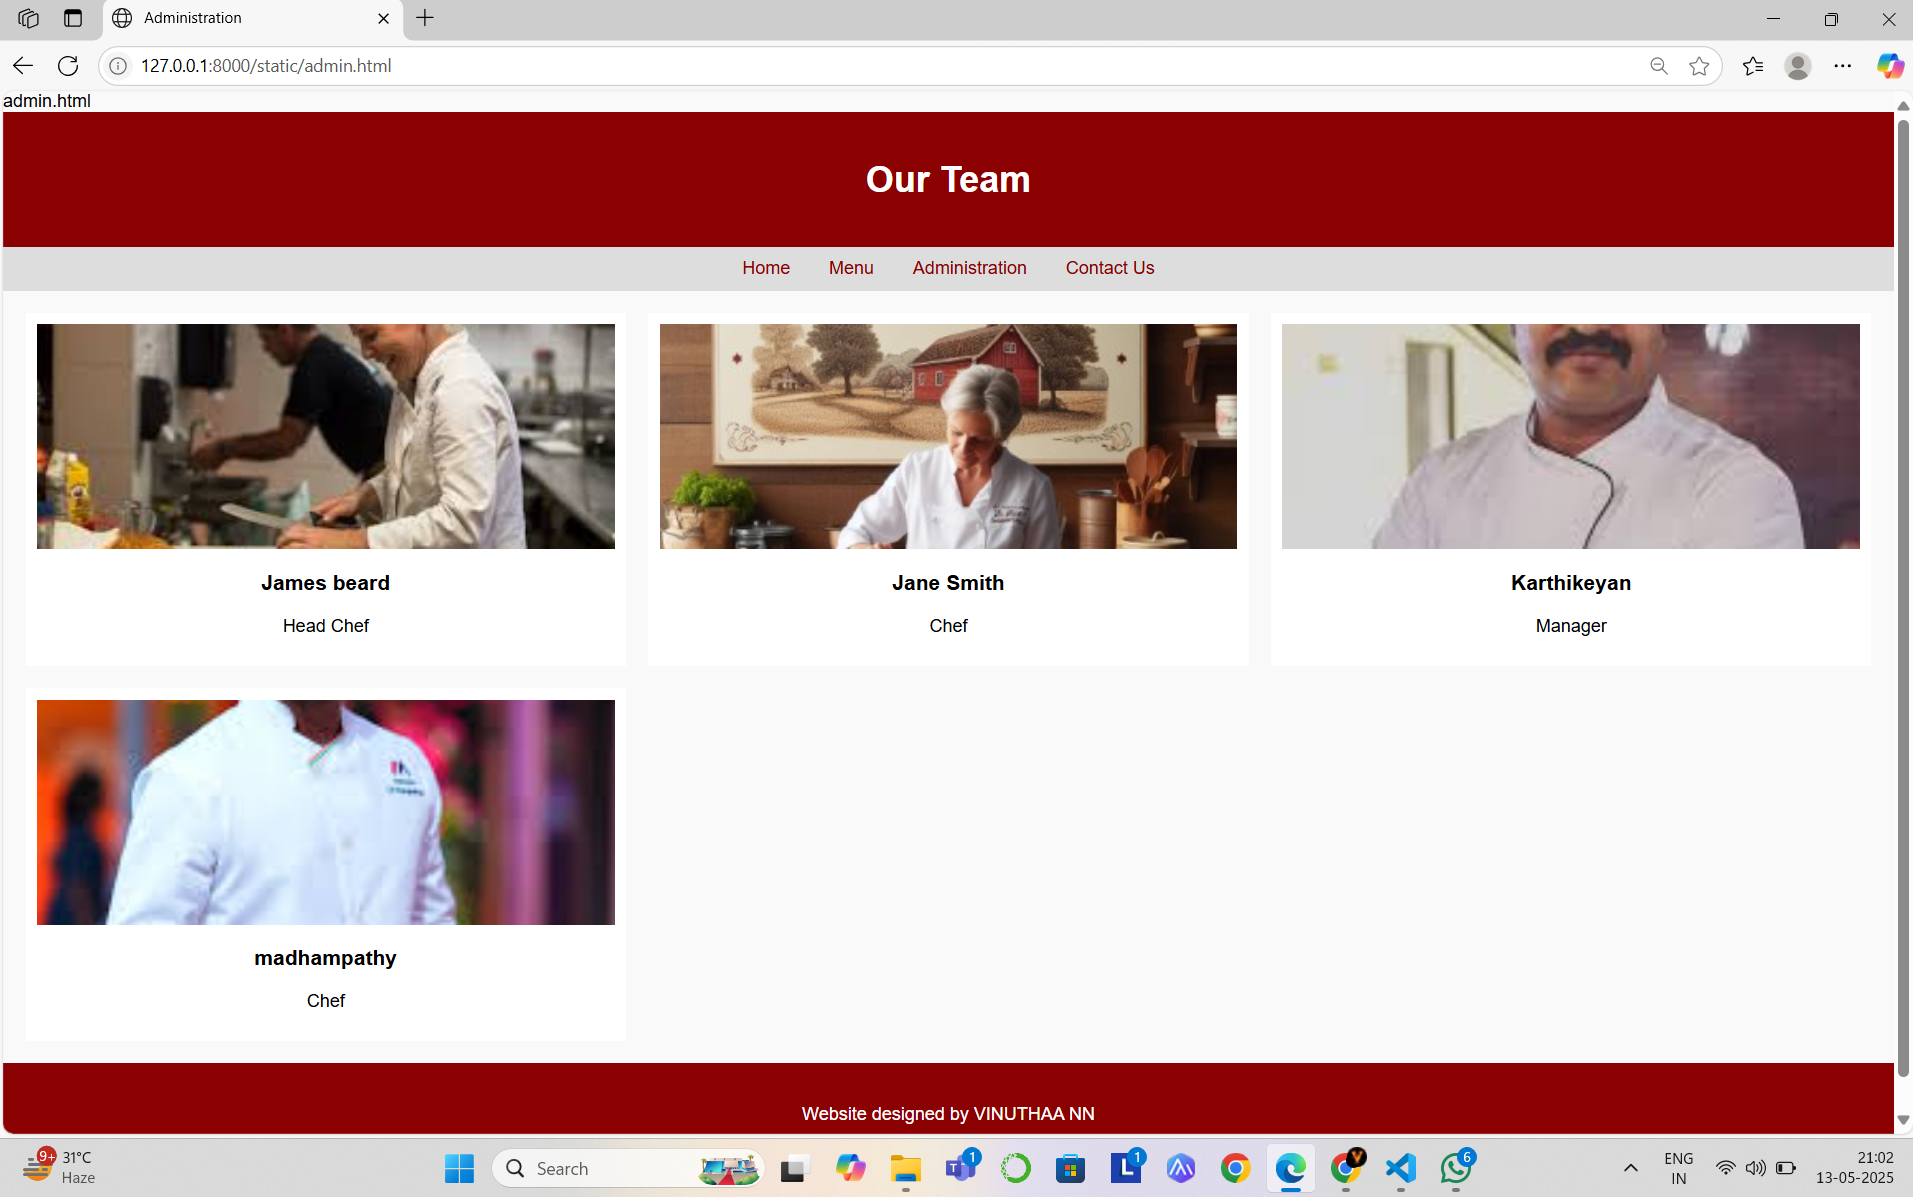 Administration
127.0.0.1:8000/static/admin.html
admin.html
Our Team
Home Menu Administration Contact Us
James beard
Head Chef
Jane Smith
Chef
Karthikeyan
Manager
madhampathy
Chef
Website designed by VINUTHAA NN
9+
31°C
Haze
Search
1
1
6
ENG
IN
21:02
13-05-2025